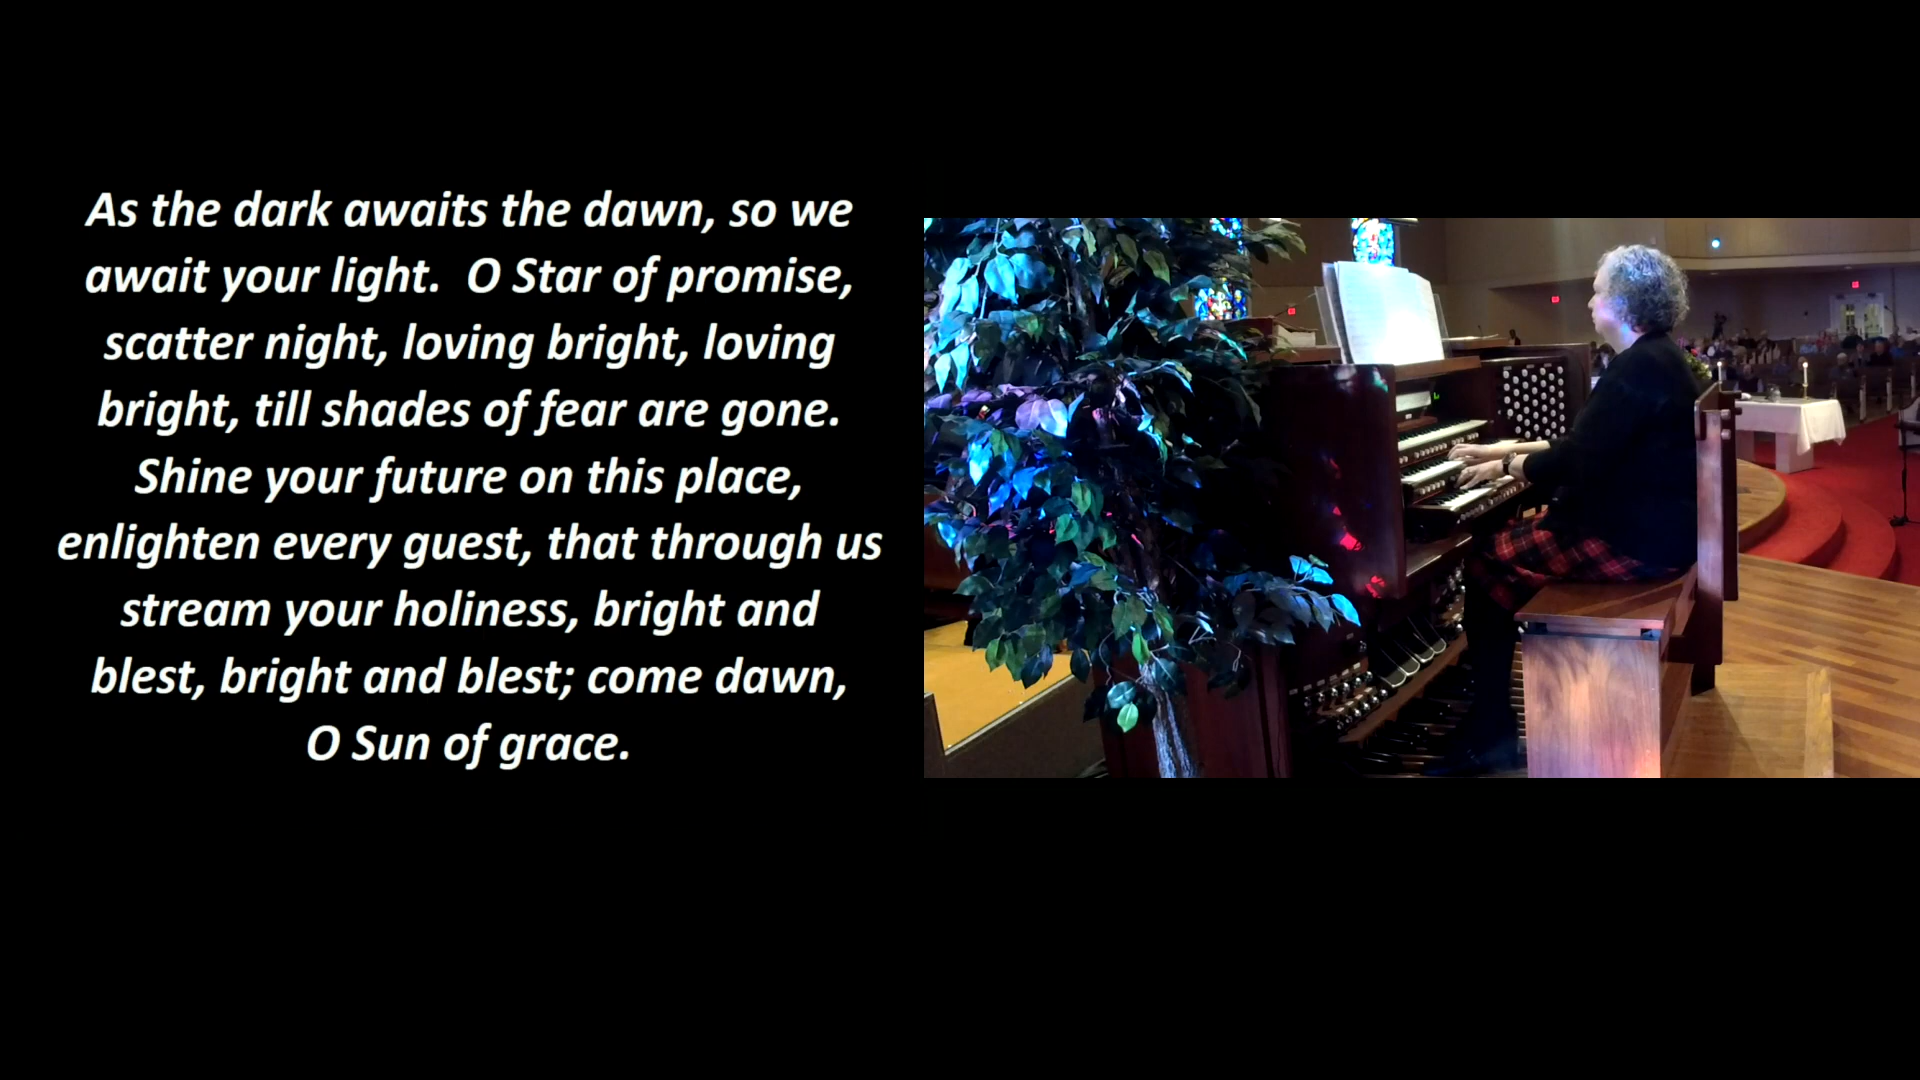 As the dark awaits the dawn, so we
await your light.  O Star of promise,
scatter night, loving bright, loving
bright, till shades of fear are gone.
Shine your future on this place,
enlighten every guest, that through us
stream your holiness, bright and
blest, bright and blest; come dawn,
O Sun of grace.